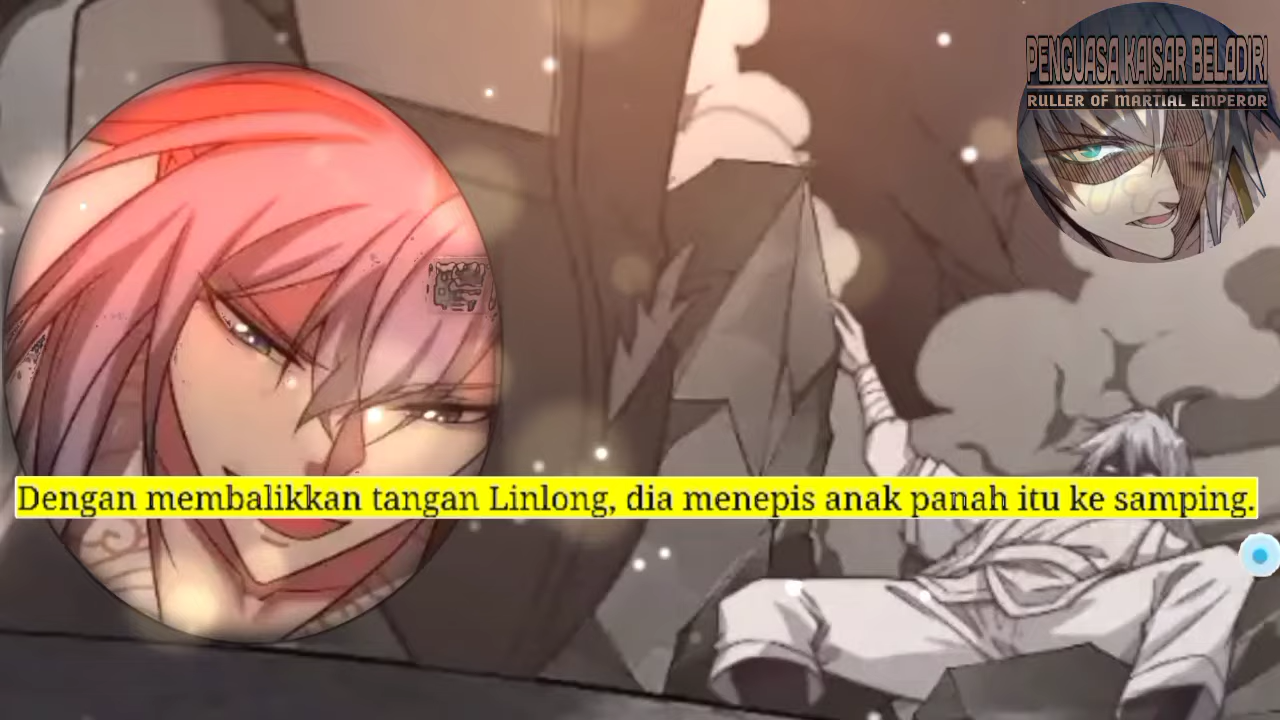 PENGUASA KAISAR BELADIRI
RULLER OF MARTIAL EMPEROR
Dengan membalikkan tangan Linlong, dia menepis anak panah itu ke samping.